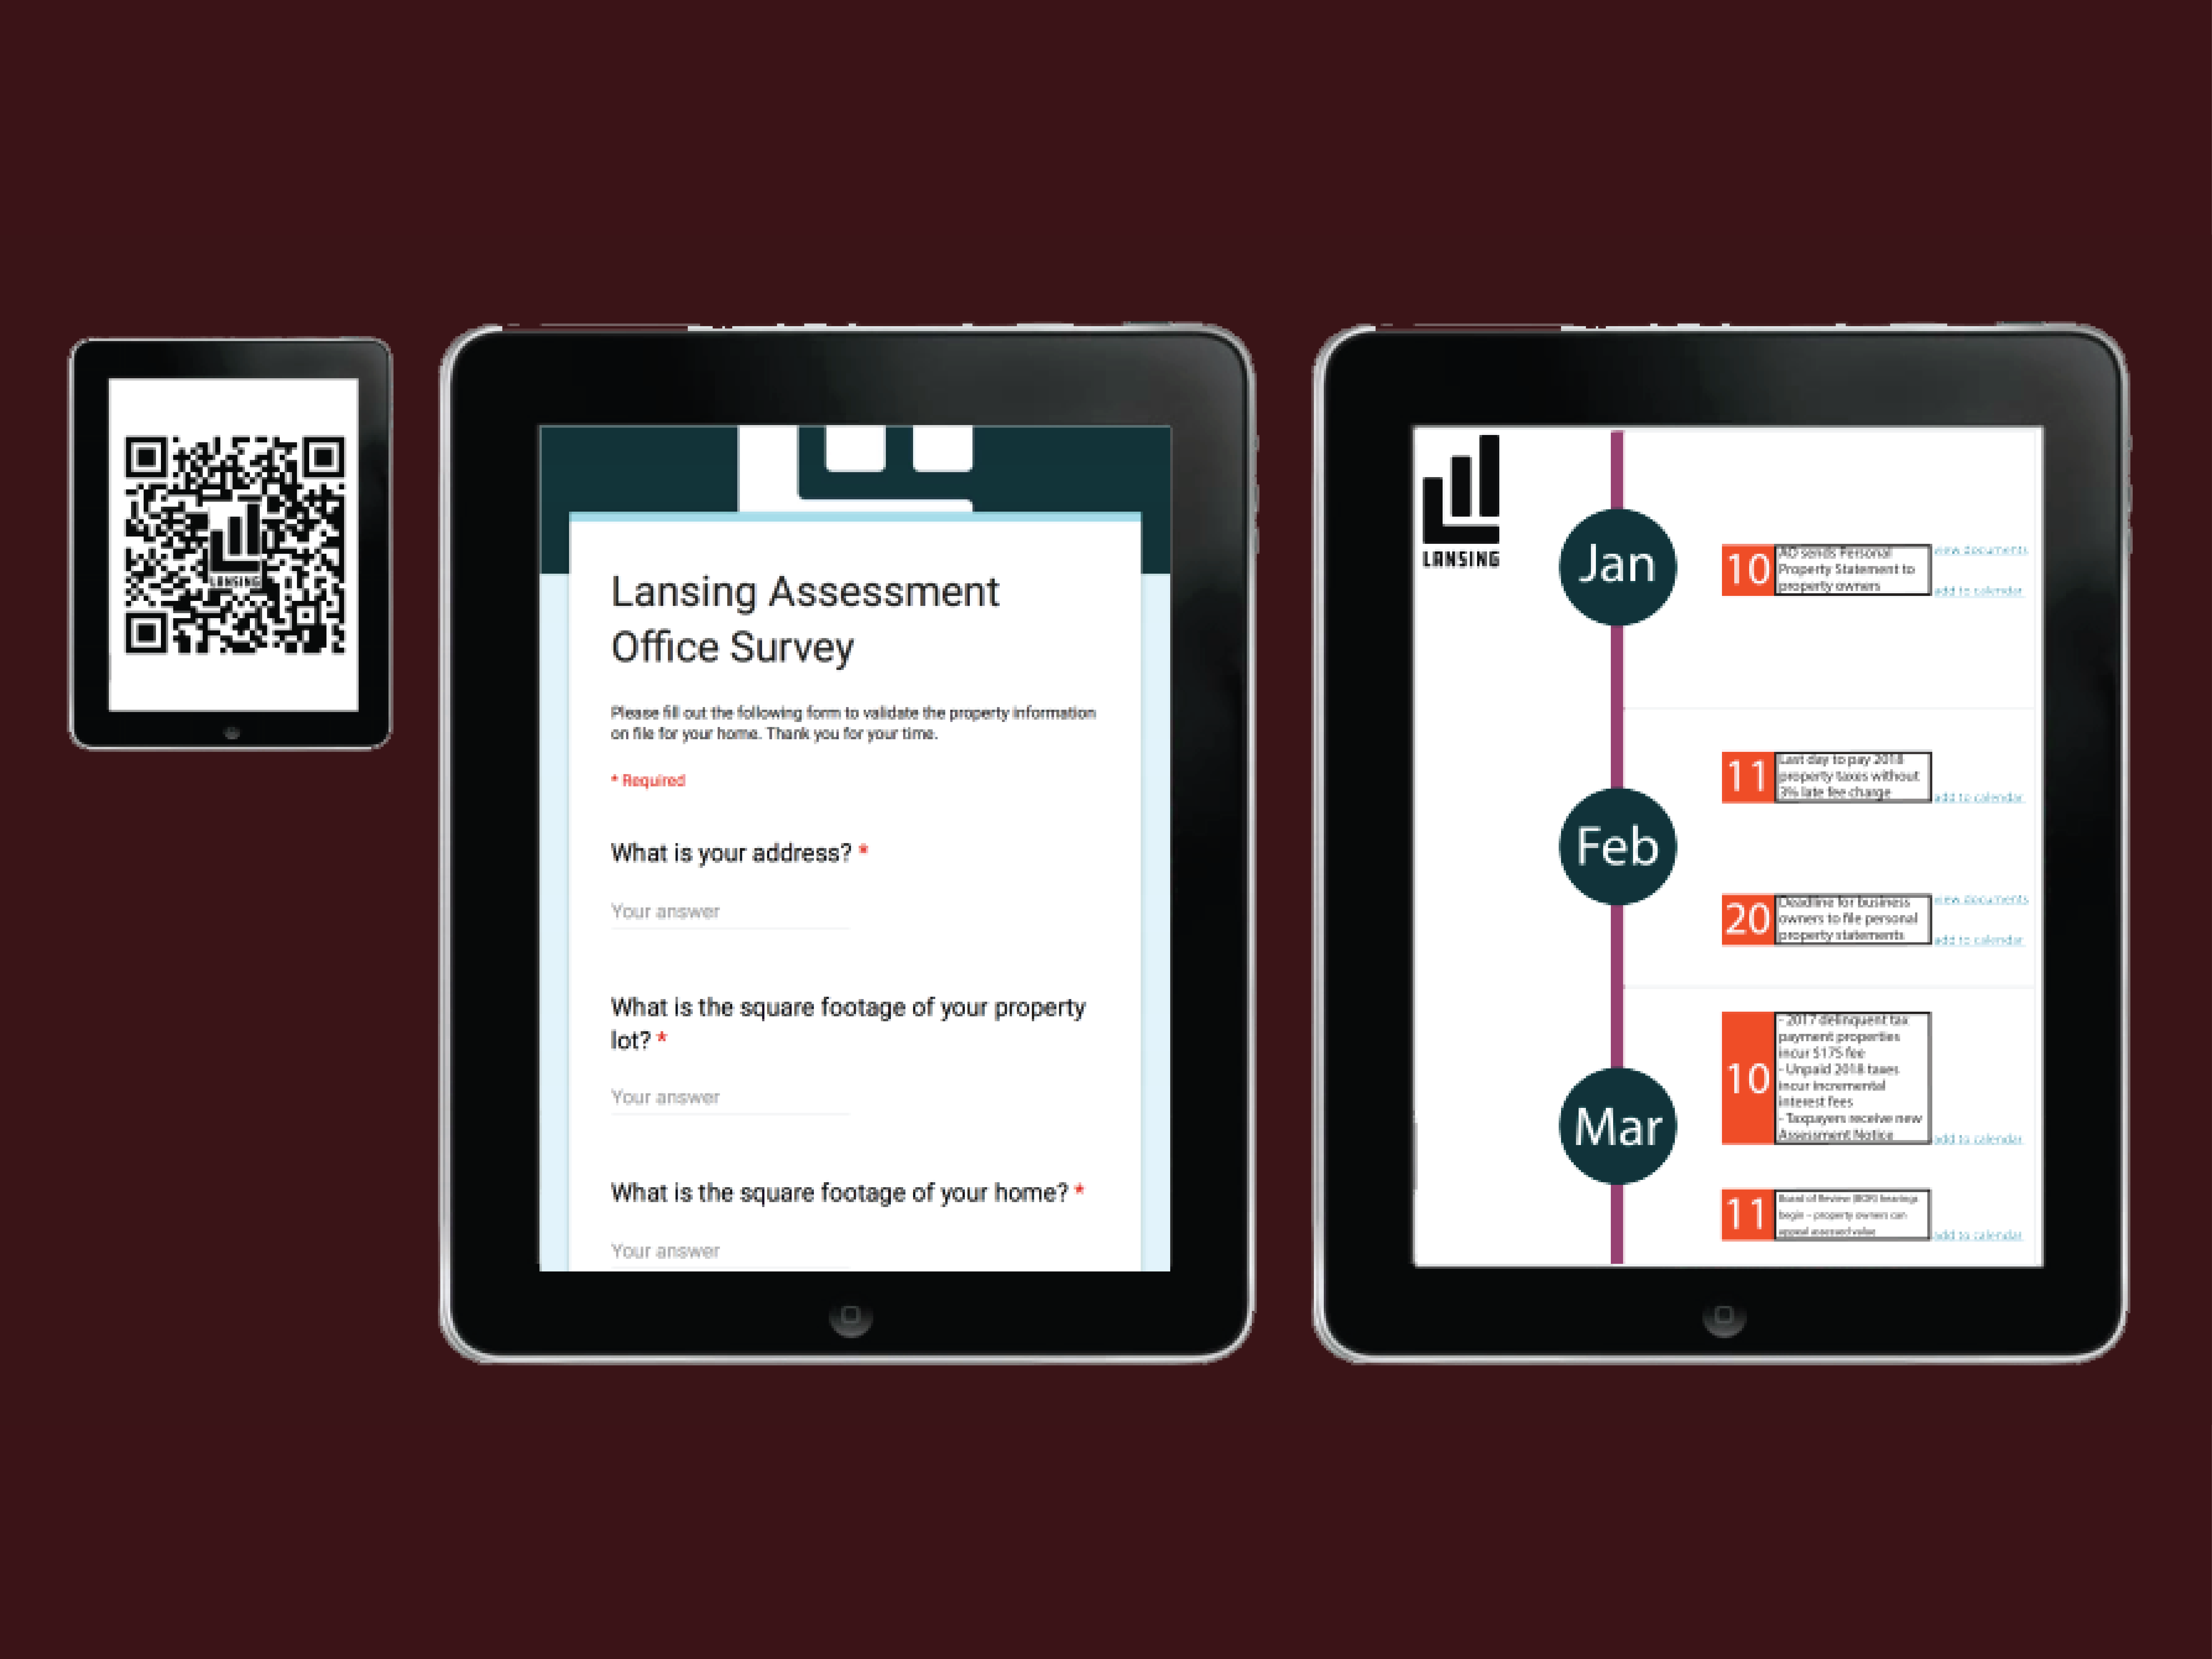 LANSING
Lansing Assessment
Office Survey
Please fill out the following form to validate the property information
on file for your home. Thank you for your time.
* Required
What is your address? *
Your answer
What is the square footage of your property
lot? *
Your answer
What is the square footage of your home? *
Your answer
LANSING
Jan
10
AO sends Personal
Property Statement to
property owners
view documents
add to calendar
Feb
11
Last day to pay 2018
property taxes without
3% late fee charge
add to calendar
20
Deadline for business
owners to file personal
property statements
view documents
add to calendar
Mar
10
- 2017 delinquent tax
payment properties
incur $175 fee
- Unpaid 2018 taxes
incur incremental
interest fees
- Taxpayers receive new
Assessment Notice
add to calendar
11
Board of Review (BOR) hearings
begin – property owners can
appeal assessed value
add to calendar